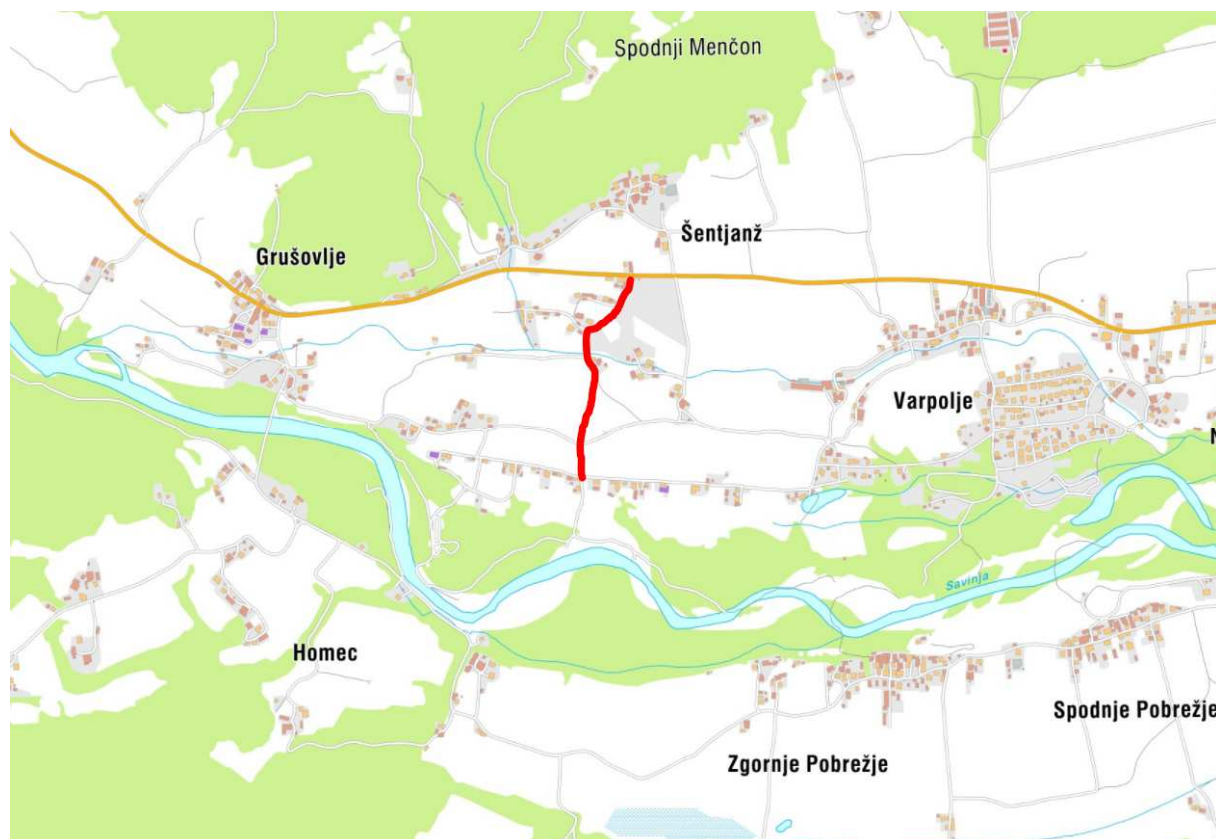 Spodnji Menčon
Šentjanž
Grušovlje
Varpolje
Savinja
Homec
Spodnje Pobrežje
Zgornje Pobrežje